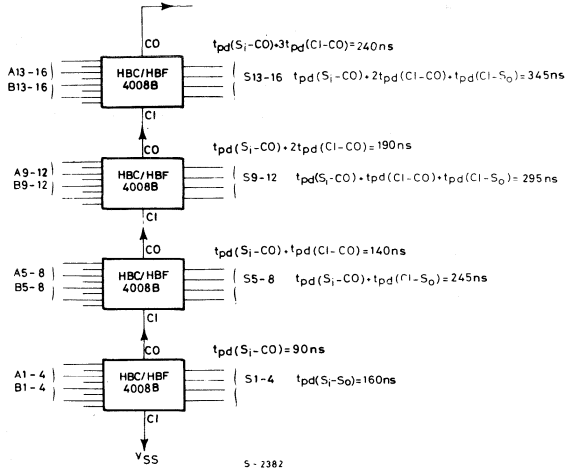 CO tpd(Si-CO)+3tpd(CI-CO)=240ns
A13-16
B13-16
HBC/HBF
4008B
S13-16 tpd(Si-CO)+2tpd(CI-CO)+tpd(CI-So)=345ns
CI
CO tpd(Si-CO)+2tpd(CI-CO)=190ns
A9-12
B9-12
HBC/HBF
4008B
S9-12 tpd(Si-CO)+tpd(CI-CO)+tpd(CI-So)=295ns
CI
CO tpd(Si-CO)+tpd(CI-CO)=140ns
A5-8
B5-8
HBC/HBF
4008B
S5-8 tpd(Si-CO)+tpd(CI-So)=245ns
CI
CO tpd(Si-CO)=90ns
A1-4
B1-4
HBC/HBF
4008B
S1-4 tpd(Si-So)=160ns
CI
VSS
S-2382